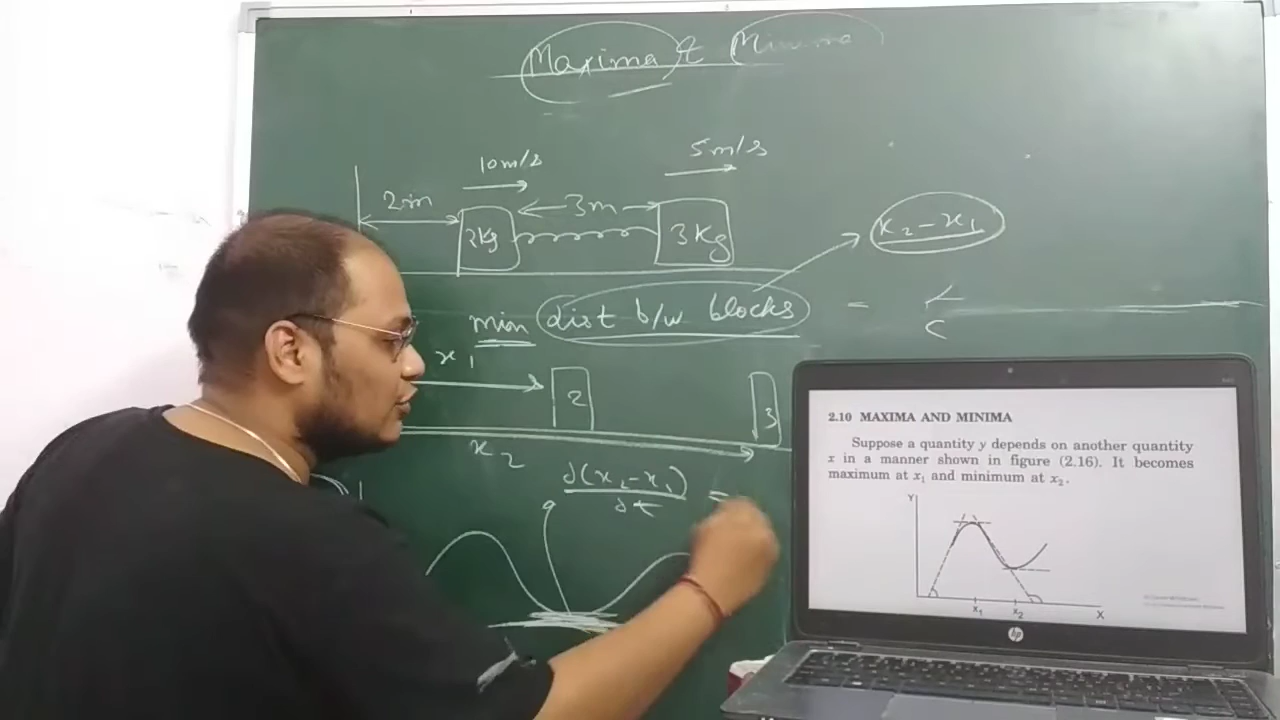 Maxima & Minima
10m/s
5m/s
2m
3m
2Kg
3Kg
x2-x1
min dist b/w blocks =
x1
2
3
x2
d(x2-x1)
dt
=
2.10 MAXIMA AND MINIMA
Suppose a quantity y depends on another quantity
x in a manner shown in figure (2.16). It becomes
maximum at x1 and minimum at x2.
Y
x1
x2
X
hp